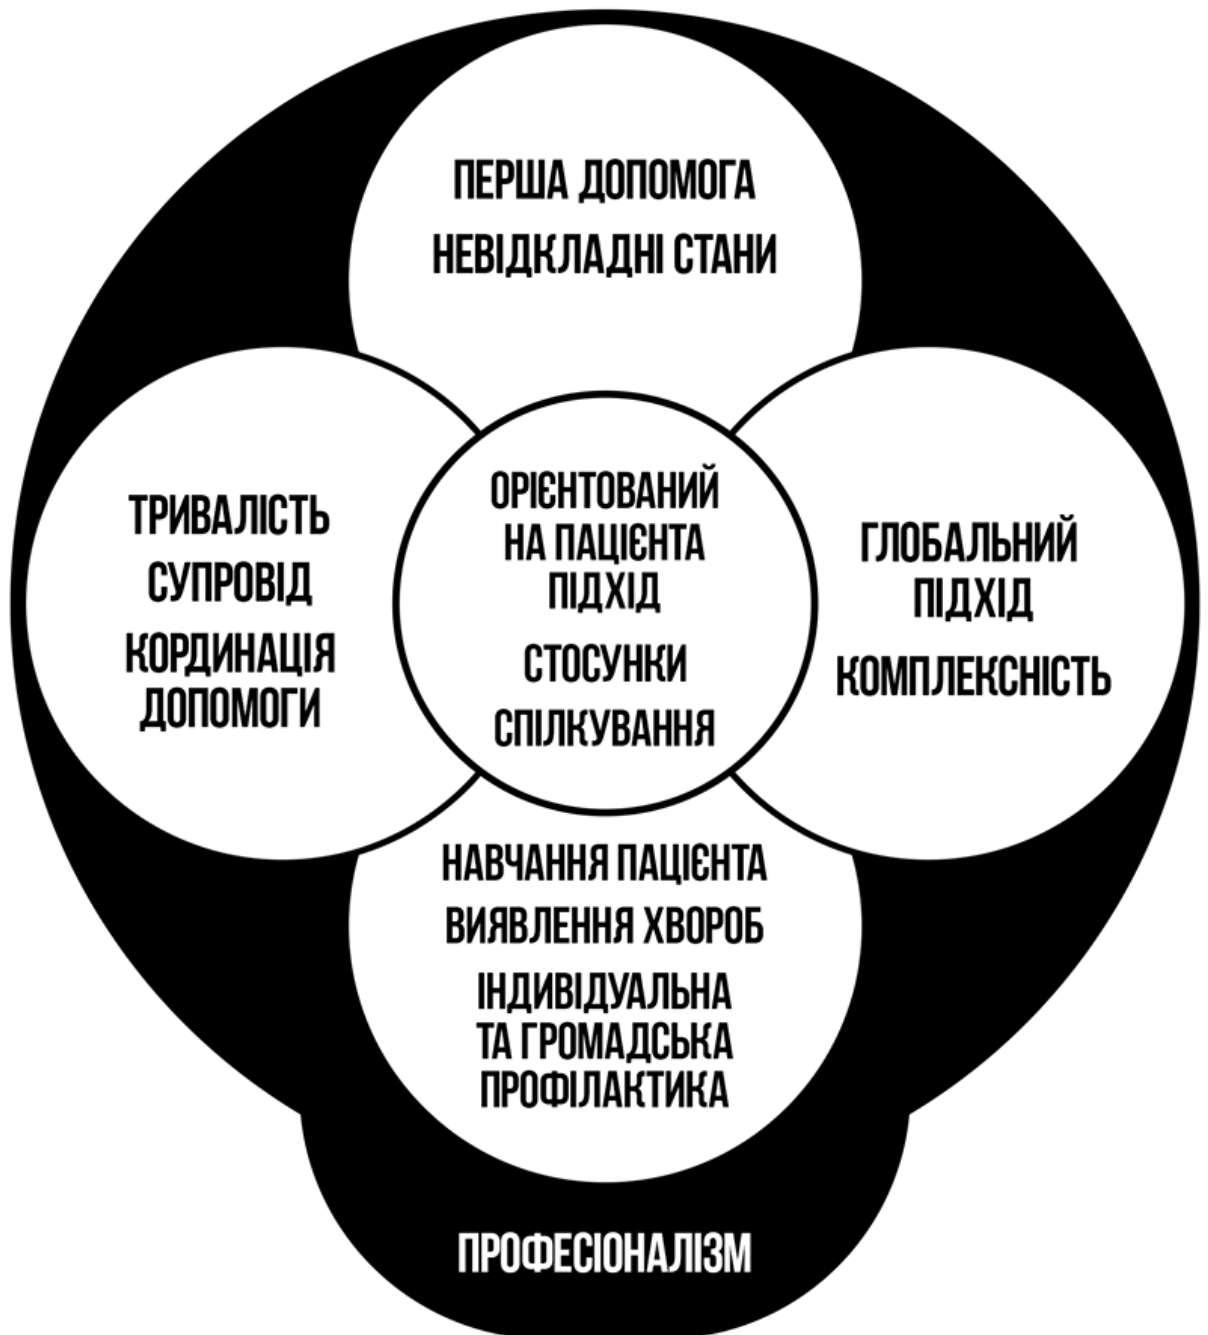 ПЕРША ДОПОМОГА
НЕВІДКЛАДНІ СТАНИ
ТРИВАЛІСТЬ
СУПРОВІД
КОРДИНАЦІЯ
ДОПОМОГИ
ОРІЄНТОВАНИЙ
НА ПАЦІЄНТА
ПІДХІД
СТОСУНКИ
СПІЛКУВАННЯ
ГЛОБАЛЬНИЙ
ПІДХІД
КОМПЛЕКСНІСТЬ
НАВЧАННЯ ПАЦІЄНТА
ВИЯВЛЕННЯ ХВОРОБ
ІНДИВІДУАЛЬНА
ТА ГРОМАДСЬКА
ПРОФІЛАКТИКА
ПРОФЕСІОНАЛІЗМ